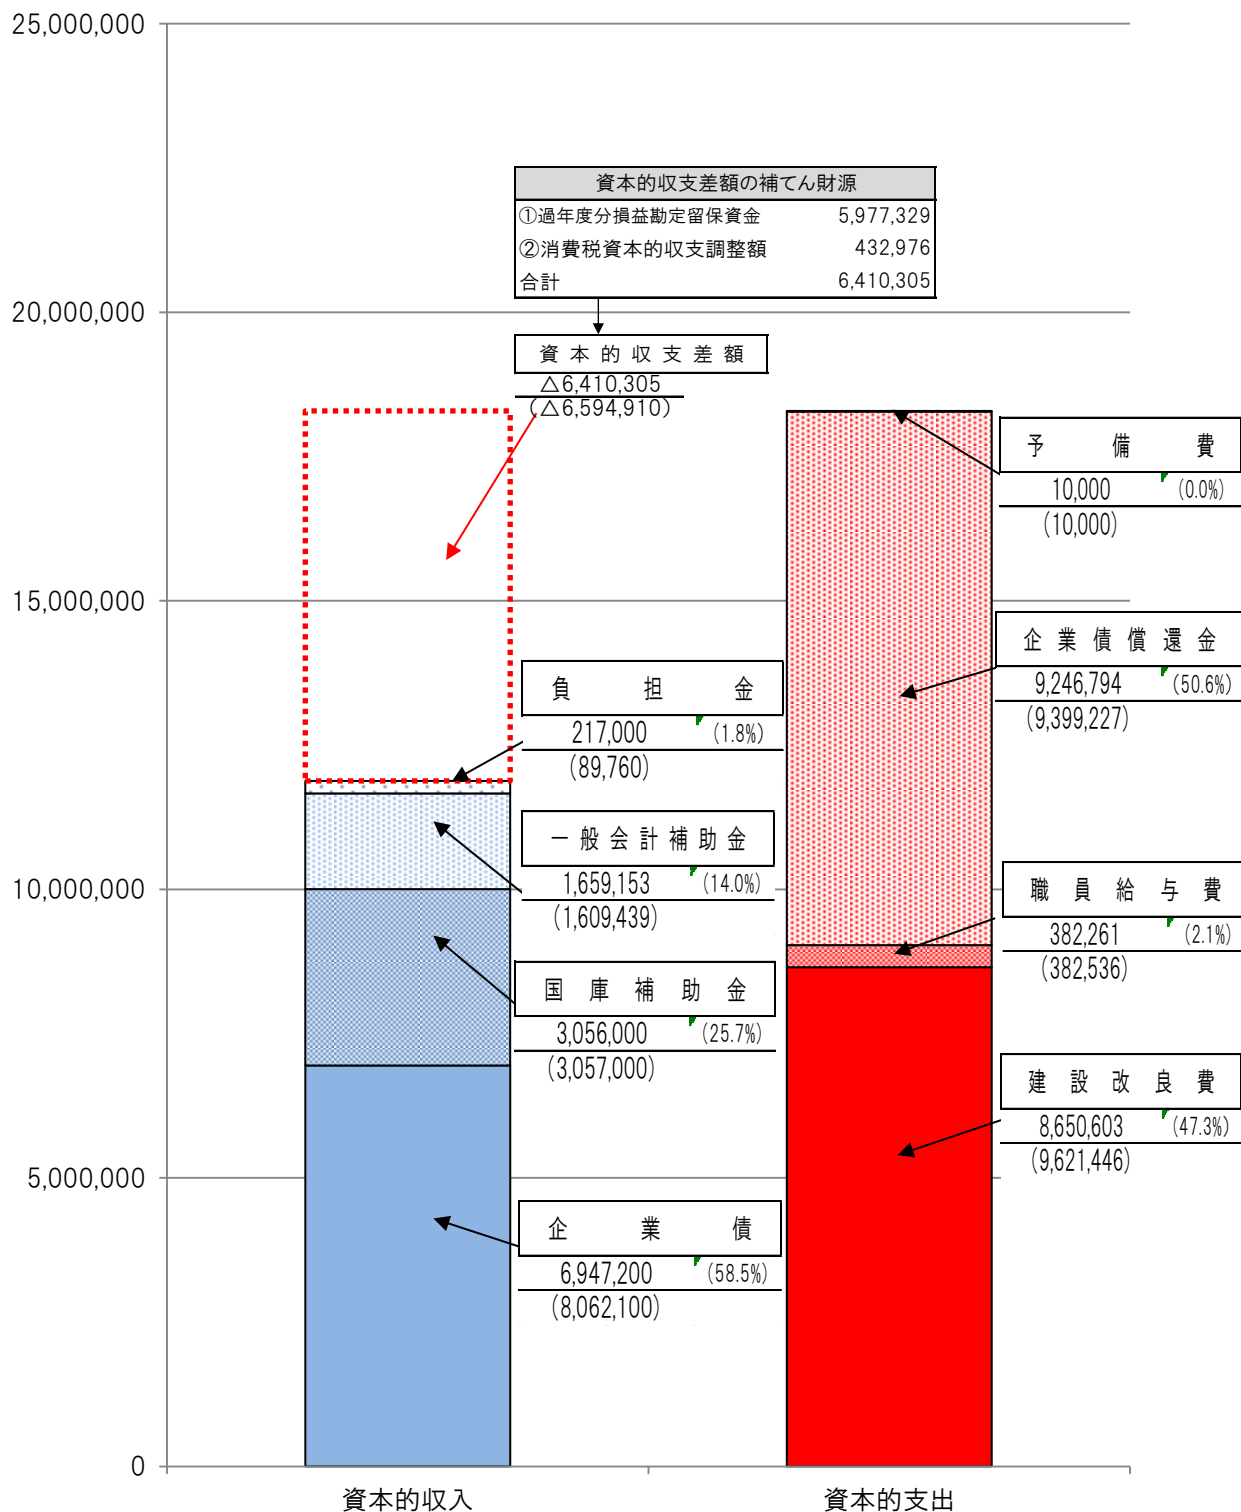 25,000,000
資本的収支差額の補てん財源
①過年度分損益勘定留保資金 5,977,329
②消費税資本的収支調整額 432,976
合計 6,410,305
20,000,000
資本的収支差額
△6,410,305
(△6,594,910)
予備費
10,000 (0.0%)
(10,000)
15,000,000
企業債償還金
9,246,794 (50.6%)
(9,399,227)
負担金
217,000 (1.8%)
(89,760)
一般会計補助金
1,659,153 (14.0%)
(1,609,439)
10,000,000
職員給与費
382,261 (2.1%)
(382,536)
国庫補助金
3,056,000 (25.7%)
(3,057,000)
建設改良費
8,650,603 (47.3%)
(9,621,446)
5,000,000
企業債
6,947,200 (58.5%)
(8,062,100)
0
資本的収入 資本的支出